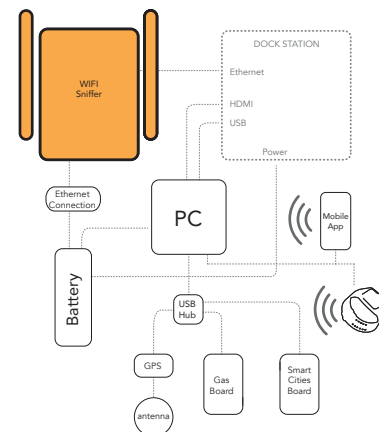 WIFI
Sniffer
DOCK STATION
Ethernet
HDMI
USB
Power
Ethernet
Connection
PC
Mobile
App
Battery
USB
Hub
GPS
Gas
Board
Smart
Cities
Board
antenna